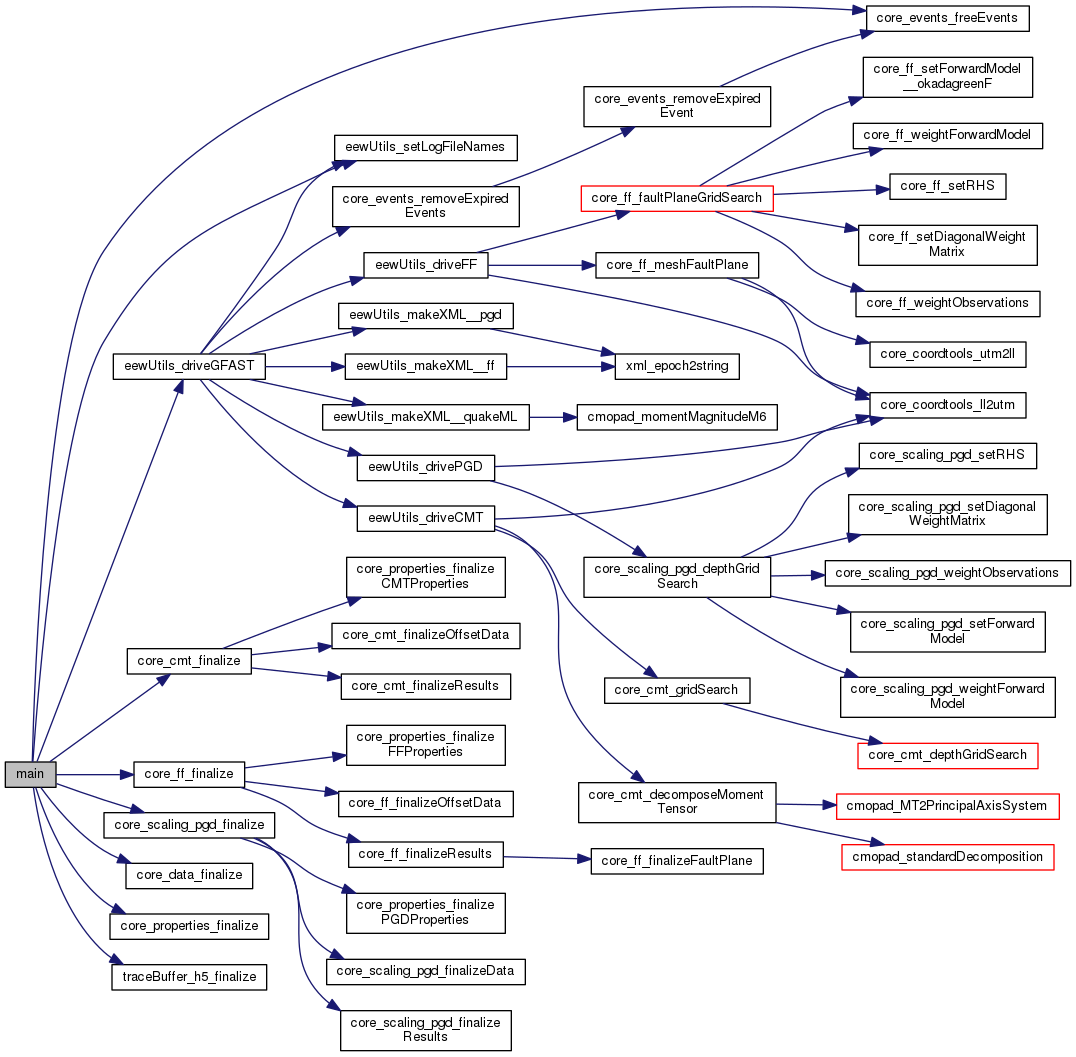 core_events_freeEvents
core_ff_setForwardModel
__okadagreenF
core_events_removeExpired
Event
core_ff_weightForwardModel
eewUtils_setLogFileNames
core_events_removeExpired
Events
core_ff_faultPlaneGridSearch
core_ff_setRHS
core_ff_setDiagonalWeight
Matrix
eewUtils_driveFF
core_ff_meshFaultPlane
core_ff_weightObservations
eewUtils_makeXML__pgd
core_coordtools_utm2ll
eewUtils_driveGFAST
eewUtils_makeXML__ff
xml_epoch2string
eewUtils_makeXML__quakeML
cmopad_momentMagnitudeM6
core_coordtools_ll2utm
eewUtils_drivePGD
core_scaling_pgd_setRHS
eewUtils_driveCMT
core_scaling_pgd_setDiagonal
WeightMatrix
core_properties_finalize
CMTProperties
core_scaling_pgd_depthGrid
Search
core_scaling_pgd_weightObservations
core_cmt_finalizeOffsetData
core_scaling_pgd_setForward
Model
core_cmt_finalize
core_cmt_finalizeResults
core_cmt_gridSearch
core_scaling_pgd_weightForward
Model
core_properties_finalize
FFProperties
core_cmt_depthGridSearch
main
core_ff_finalize
core_ff_finalizeOffsetData
core_cmt_decomposeMoment
Tensor
cmopad_MT2PrincipalAxisSystem
core_scaling_pgd_finalize
core_ff_finalizeResults
core_ff_finalizeFaultPlane
cmopad_standardDecomposition
core_data_finalize
core_properties_finalize
PGDProperties
core_properties_finalize
core_scaling_pgd_finalizeData
traceBuffer_h5_finalize
core_scaling_pgd_finalize
Results